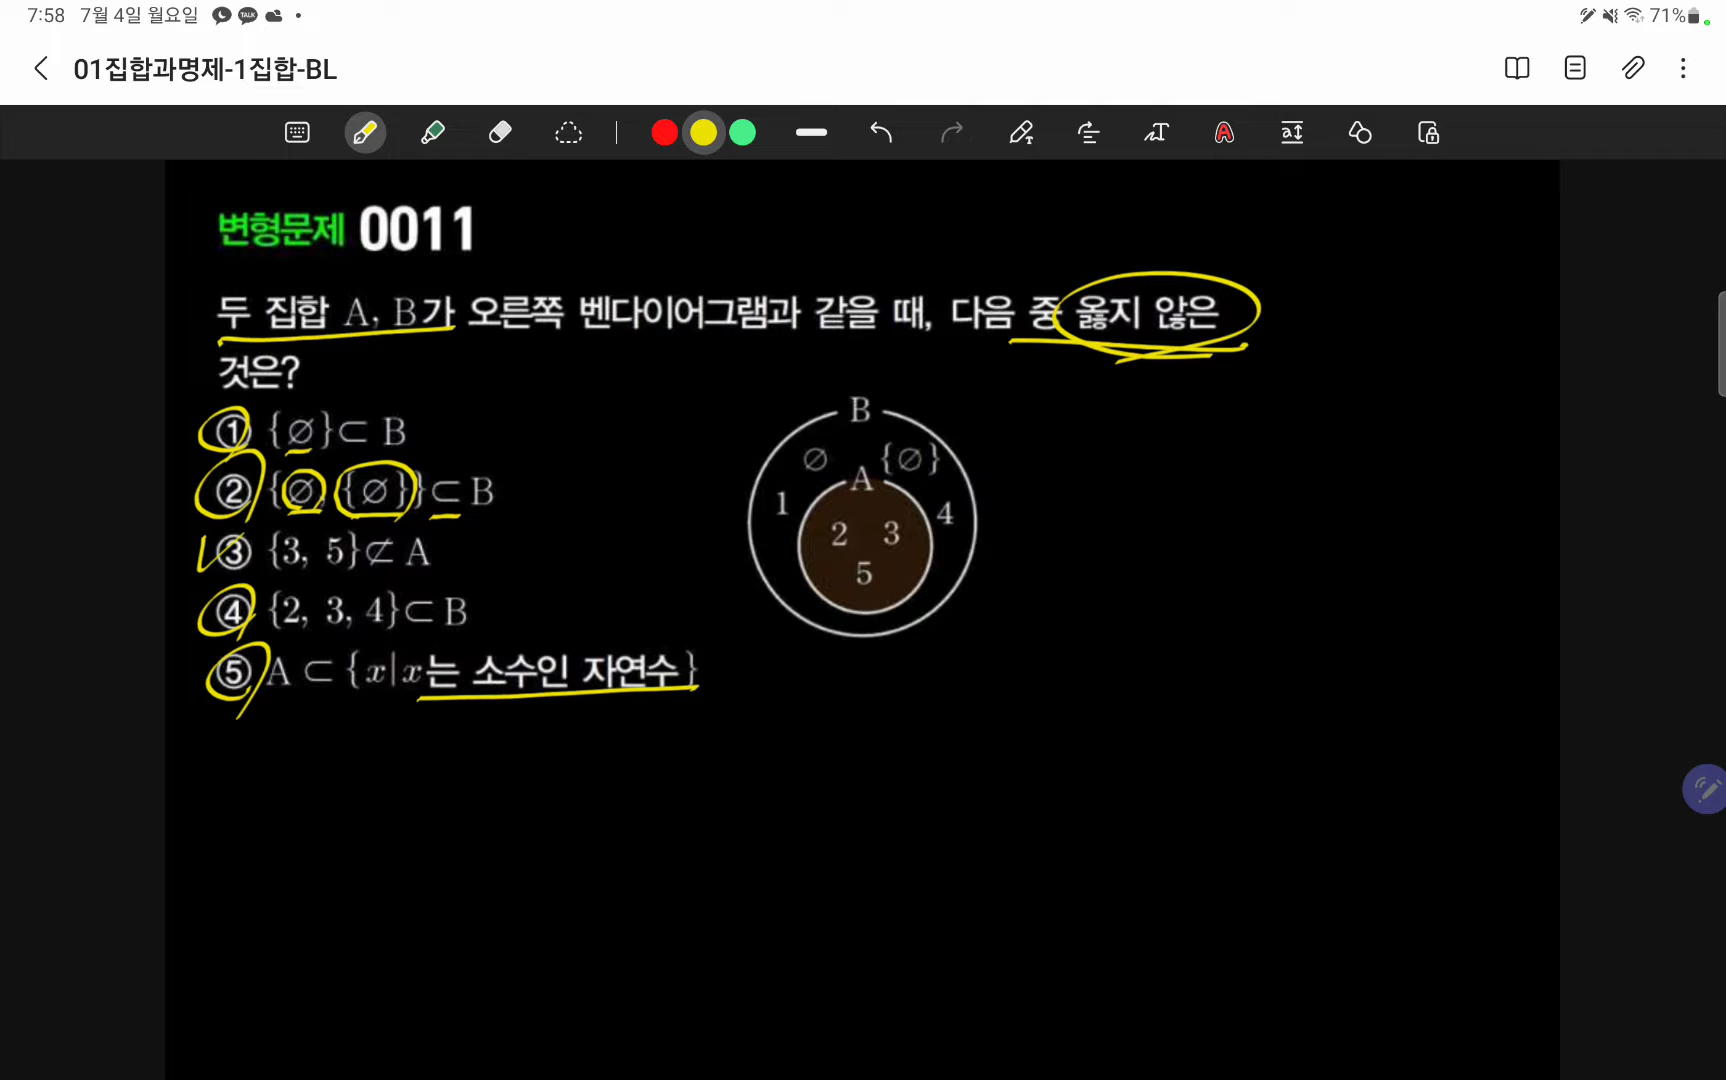 7:58 7월 4일 월요일 TALK 71%
01집합과명제-1집합-BL
변형문제 0011
두 집합 A, B가 오른쪽 벤다이어그램과 같을 때, 다음 중 옳지 않은
것은?
① {∅}⊂ B
② {∅, {∅}}⊂ B
③ {3, 5}⊄ A
④ {2, 3, 4}⊂ B
⑤ A ⊂ {x|x는 소수인 자연수}
B
∅ {∅}
A
1 4
2 3
5